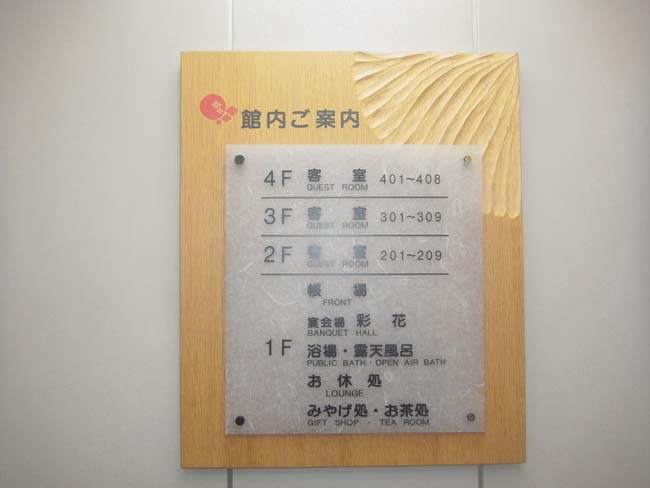 館内ご案内
4F 客室 401～408
GUEST ROOM
3F 客室 301～309
GUEST ROOM
2F 客室 201～209
GUEST ROOM
帳場
FRONT
宴会場 彩花
BANQUET HALL
1F 浴場・露天風呂
PUBLIC BATH・OPEN AIR BATH
お休処
LOUNGE
みやげ処・お茶処
GIFT SHOP ・ TEA ROOM